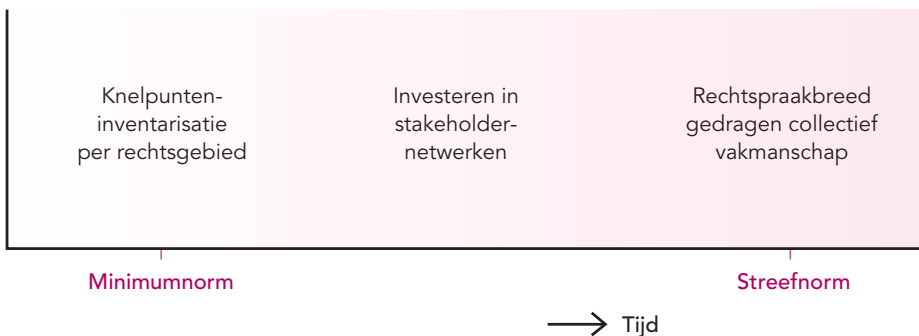 Knelpunten-
inventarisatie
per rechtsgebied
Investeren in
stakeholder-
netwerken
Rechtspraakbreed
gedragen collectief
vakmanschap
Minimumnorm
Streefnorm
Tijd